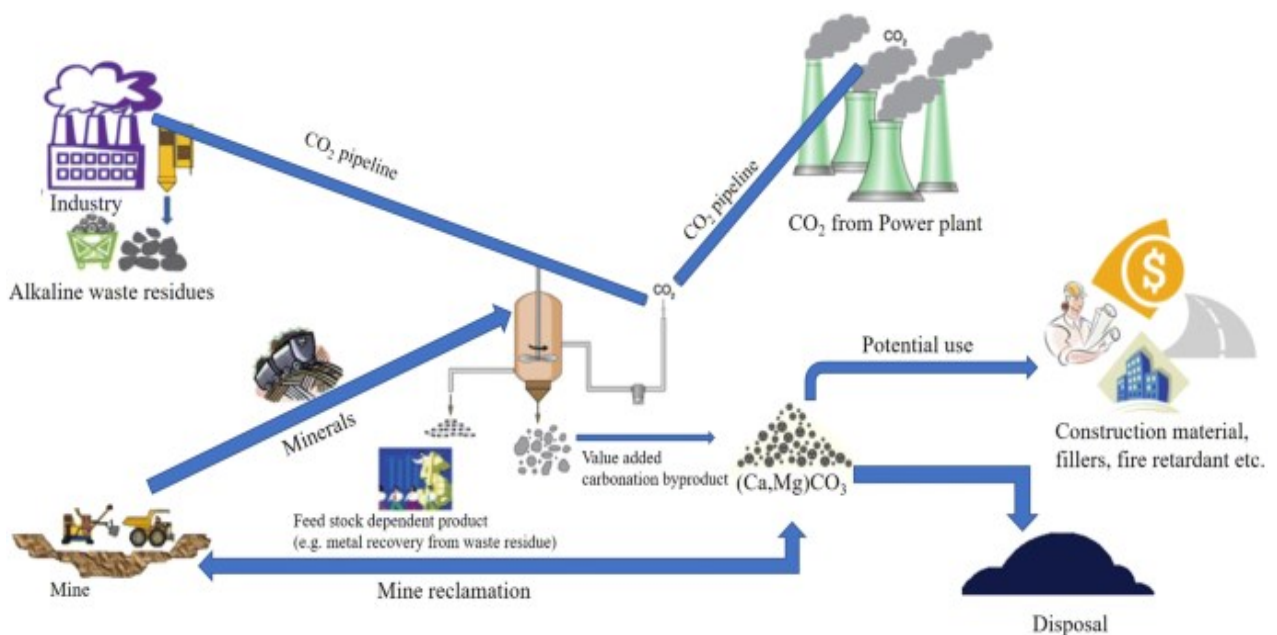 CO₂
CO₂ pipeline
CO₂ pipeline
Industry
CO₂ from Power plant
Alkaline waste residues
CO₂
$
Potential use
Minerals
Construction material,
fillers, fire retardant etc.
Value added
carbonation byproduct
(Ca,Mg)CO₃
Feed stock dependent product
(e.g. metal recovery from waste residue)
Mine
Mine reclamation
Disposal